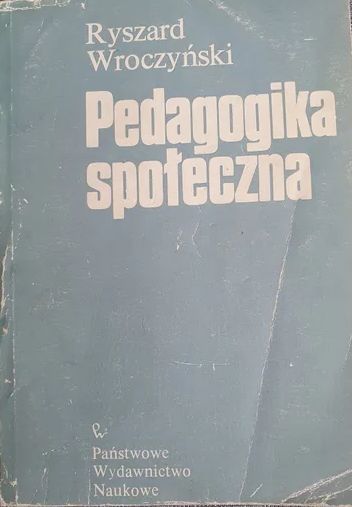 Ryszard
Wroczyński
Pedagogika
społeczna
Państwowe
Wydawnictwo
Naukowe